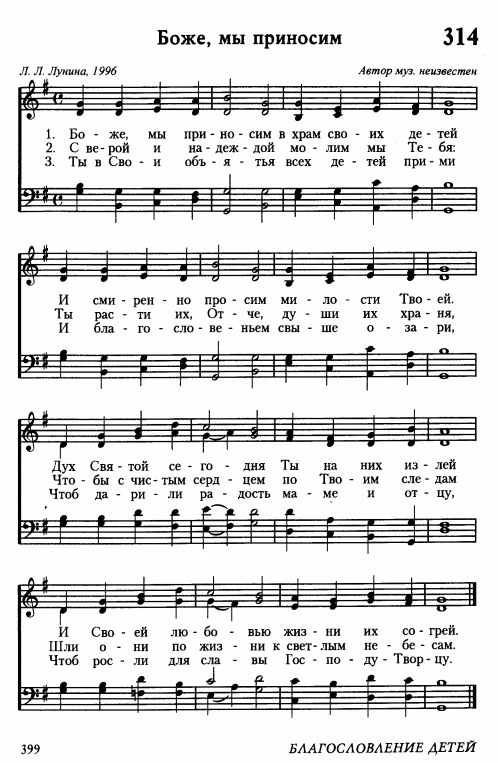 Боже, мы приносим 314
Л. Л. Лунина, 1996 Автор муз. неизвестен
1. Бо - же, мы при - но - сим в храм сво - их де - тей
2. С ве - рой и на - деж - дой мо - лим мы Те - бя:
3. Ты в Сво - и объ - я - тья всех де - тей при - ми
И сми - рен - но про - сим ми - ло - сти Тво - ей.
Ты рас - ти их, От - че, ду - ши их хра - ня,
И бла - го - сло - ве - ньем свы - ше о - за - ри,
Дух Свя - той се - го - дня Ты на них из - лей
Что - бы с чис - тым серд - цем по Тво - им сле - дам
Чтоб да - ри - ли ра - дость ма - ме и от - цу,
И Сво - ей лю - бо - вью жиз - ни их со - грей.
Шли о - ни по жиз - ни к свет - лым не - бе - сам.
Чтоб рос - ли для сла - вы Гос - по - ду - Твор - цу.
399 БЛАГОСЛОВЛЕНИЕ ДЕТЕЙ